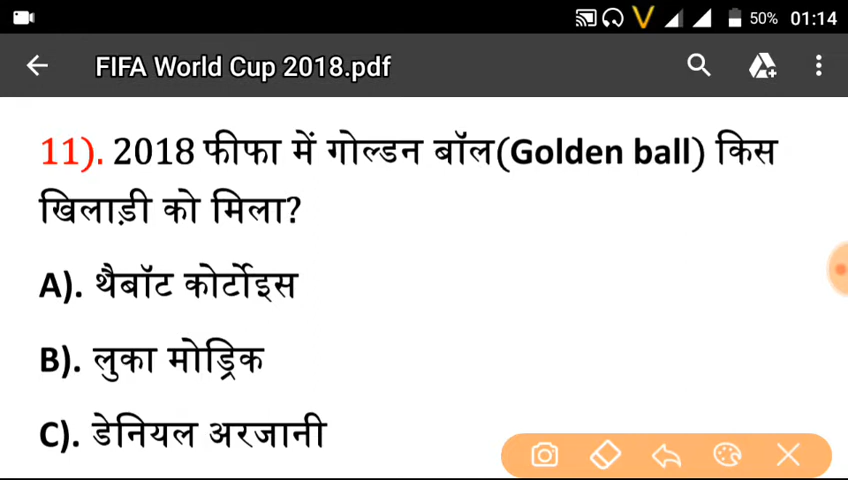 50% 01:14
FIFA World Cup 2018.pdf
11). 2018 फीफा में गोल्डन बॉल(Golden ball) किस
खिलाड़ी को मिला?
A). थैबॉट कोर्टोइस
B). लुका मोड्रिक
C). डेनियल अरजानी